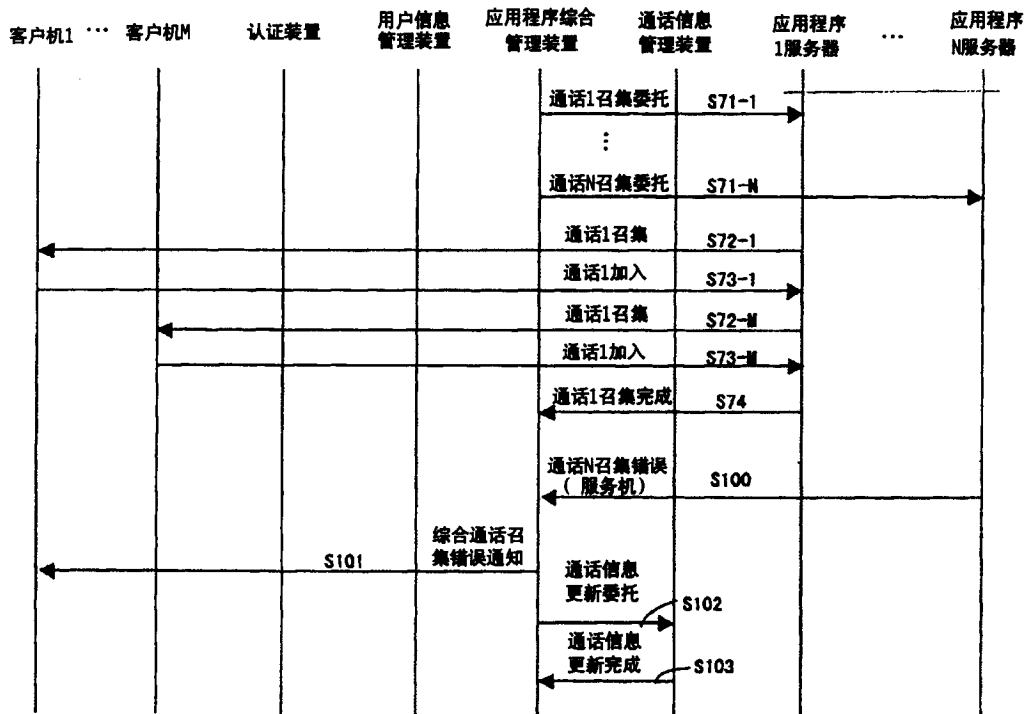 客户机1 … 客户机M 认证装置 用户信息 管理装置 应用程序综合 管理装置 通话信息 管理装置 应用程序 1服务器 … 应用程序 N服务器
通话1召集委托 S71-1
⋮
通话N召集委托 S71-N
通话1召集 S72-1
通话1加入 S73-1
通话1召集 S72-M
通话1加入 S73-M
通话1召集完成 S74
通话N召集错误
( 服务机) S100
综合通话召
集错误通知
S101
通话信息
更新委托
S102
通话信息
更新完成
S103